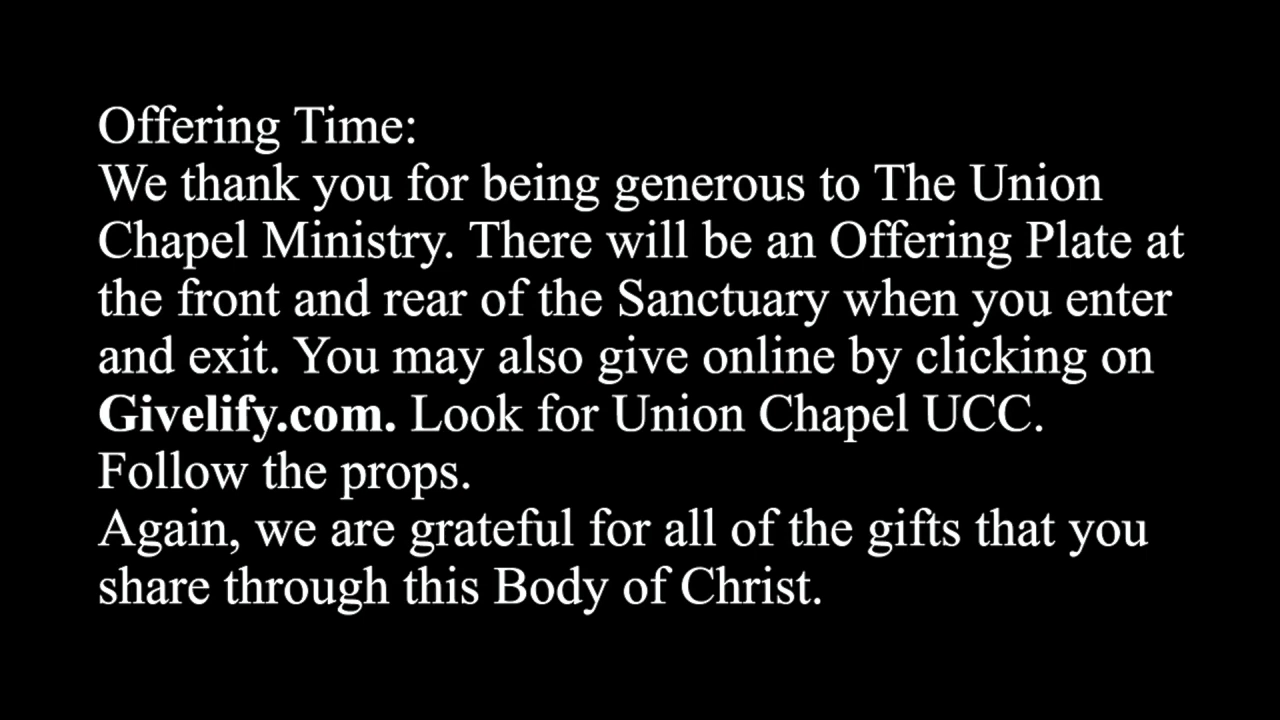 Offering Time:
We thank you for being generous to The Union
Chapel Ministry. There will be an Offering Plate at
the front and rear of the Sanctuary when you enter
and exit. You may also give online by clicking on
Givelify.com. Look for Union Chapel UCC.
Follow the props.
Again, we are grateful for all of the gifts that you
share through this Body of Christ.